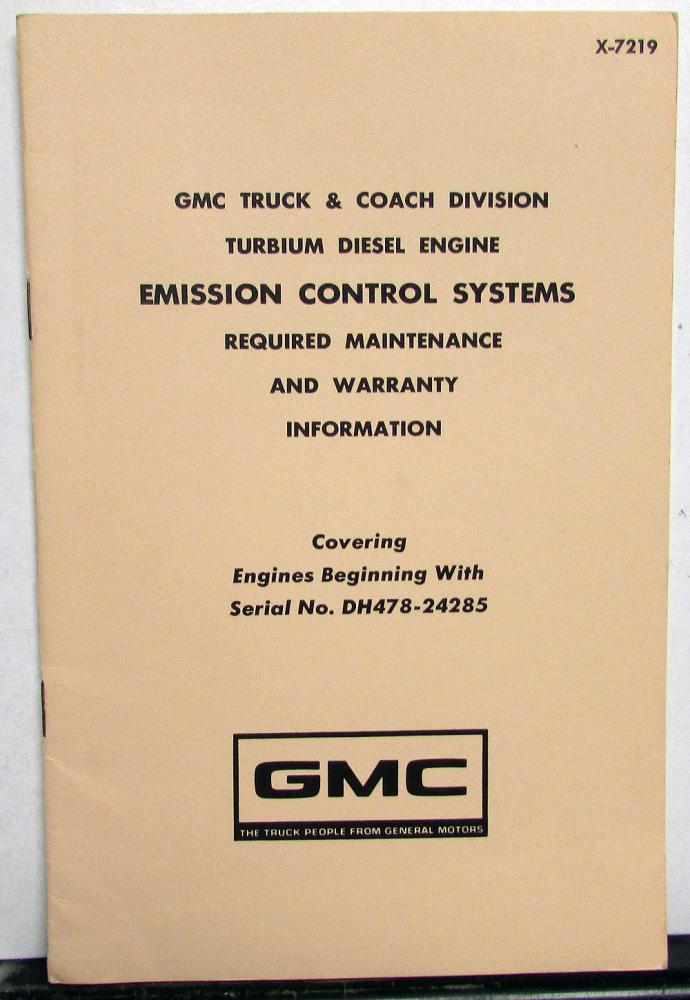 X-7219
GMC TRUCK & COACH DIVISION
TURBIUM DIESEL ENGINE
EMISSION CONTROL SYSTEMS
REQUIRED MAINTENANCE
AND WARRANTY
INFORMATION
Covering
Engines Beginning With
Serial No. DH478-24285
GMC
THE TRUCK PEOPLE FROM GENERAL MOTORS